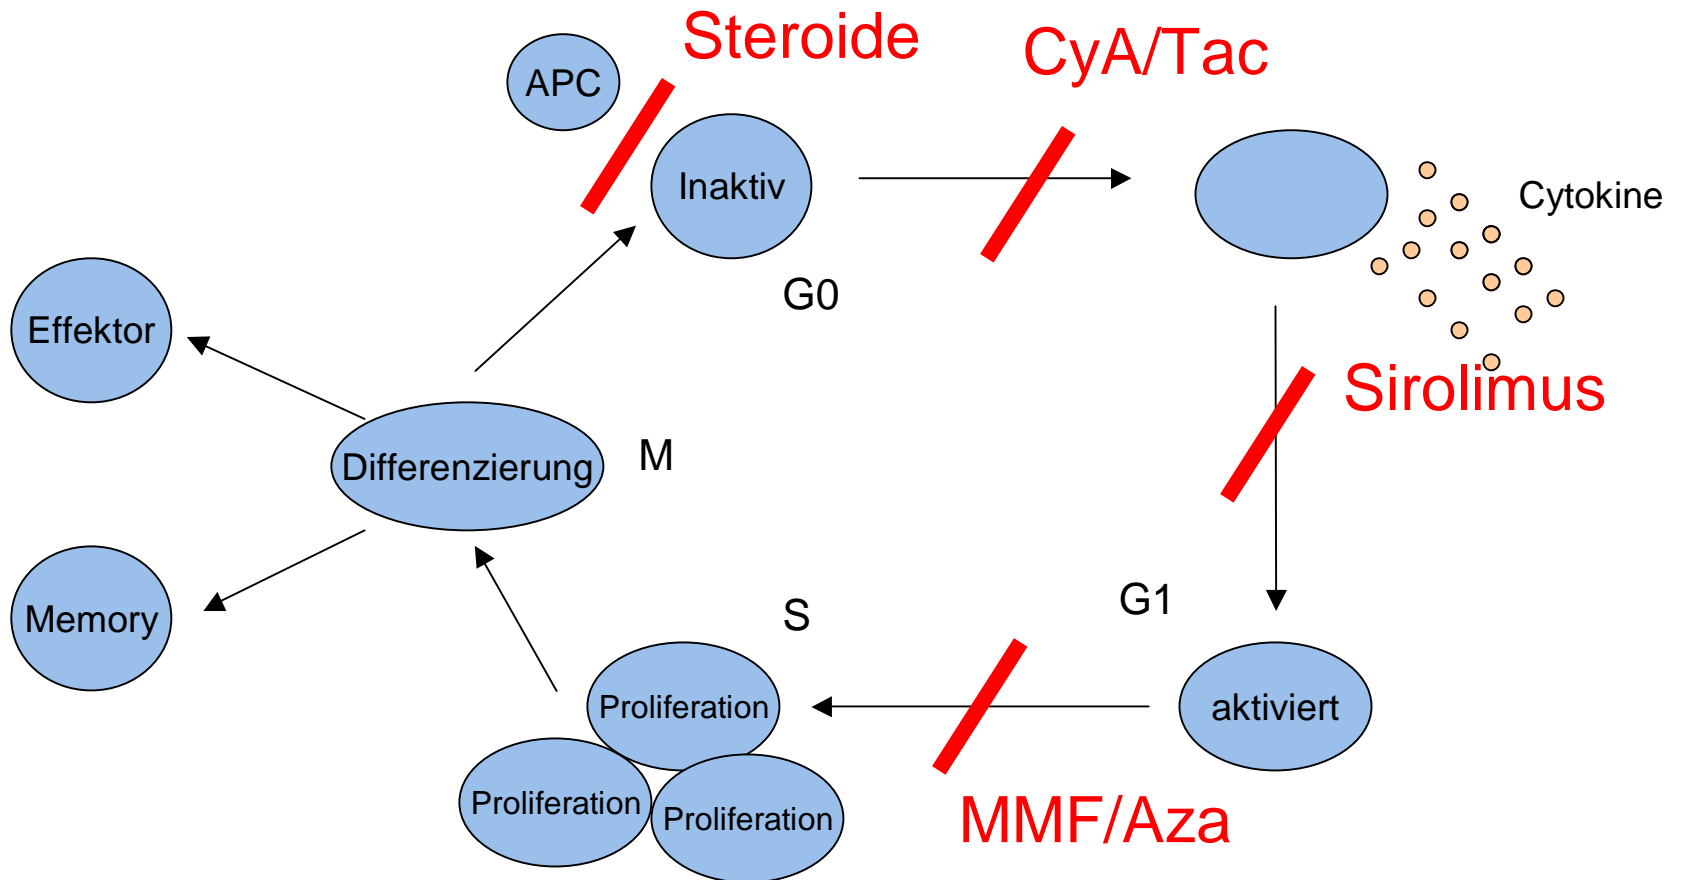 Steroide
CyA/Tac
APC
Inaktiv
Cytokine
G0
Effektor
Sirolimus
Differenzierung
M
Memory
S
G1
Proliferation
aktiviert
Proliferation
Proliferation
MMF/Aza